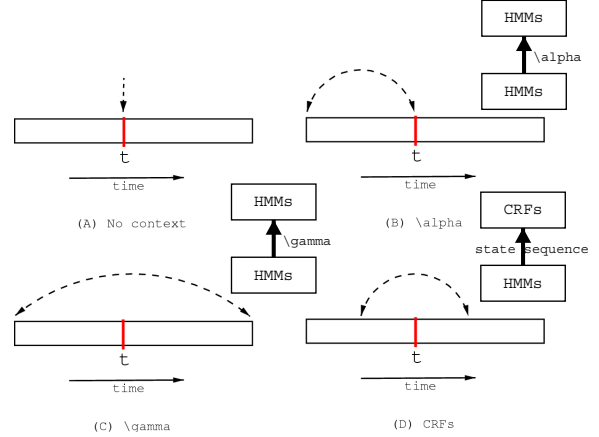 HMMs
\alpha
HMMs
t
time
(A) No context
t
time
(B) \alpha
HMMs
\gamma
HMMs
CRFs
state sequence
HMMs
t
time
(C) \gamma
t
time
(D) CRFs